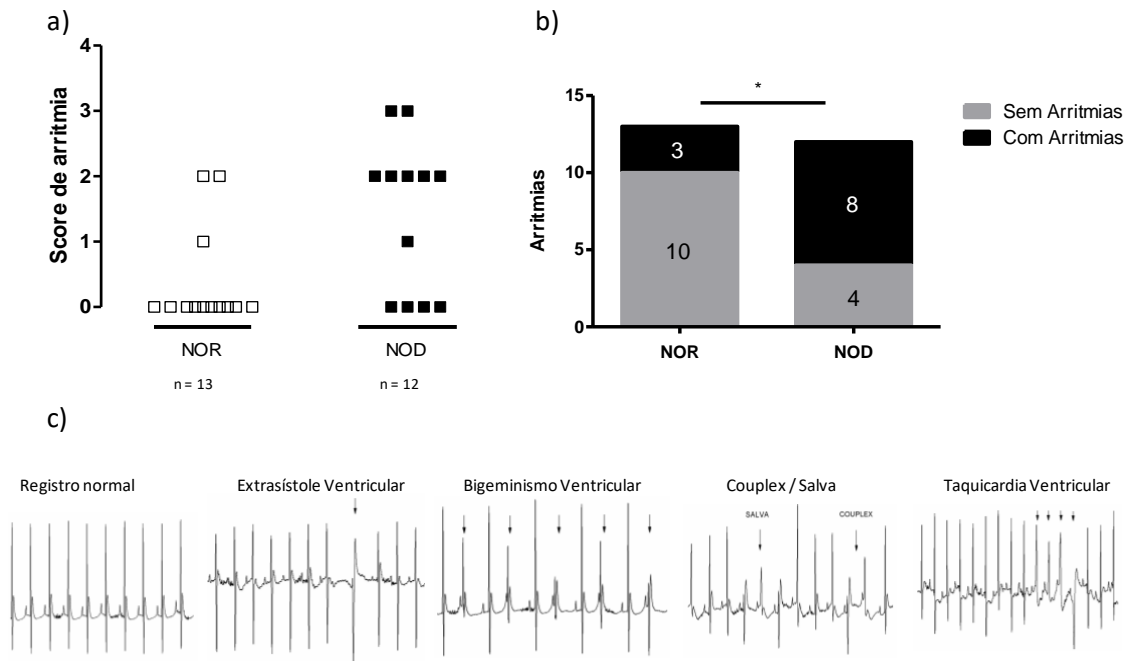 a)
4
3
2
1
0
Score de arritmia
NOR
NOD
n = 13
n = 12
b)
*
15
10
5
0
Arritmias
3
10
8
4
NOR
NOD
Sem Arritmias
Com Arritmias
c)
Registro normal
Extrasístole Ventricular
Bigeminismo Ventricular
Couplex / Salva
Taquicardia Ventricular
SALVA
COUPLEX